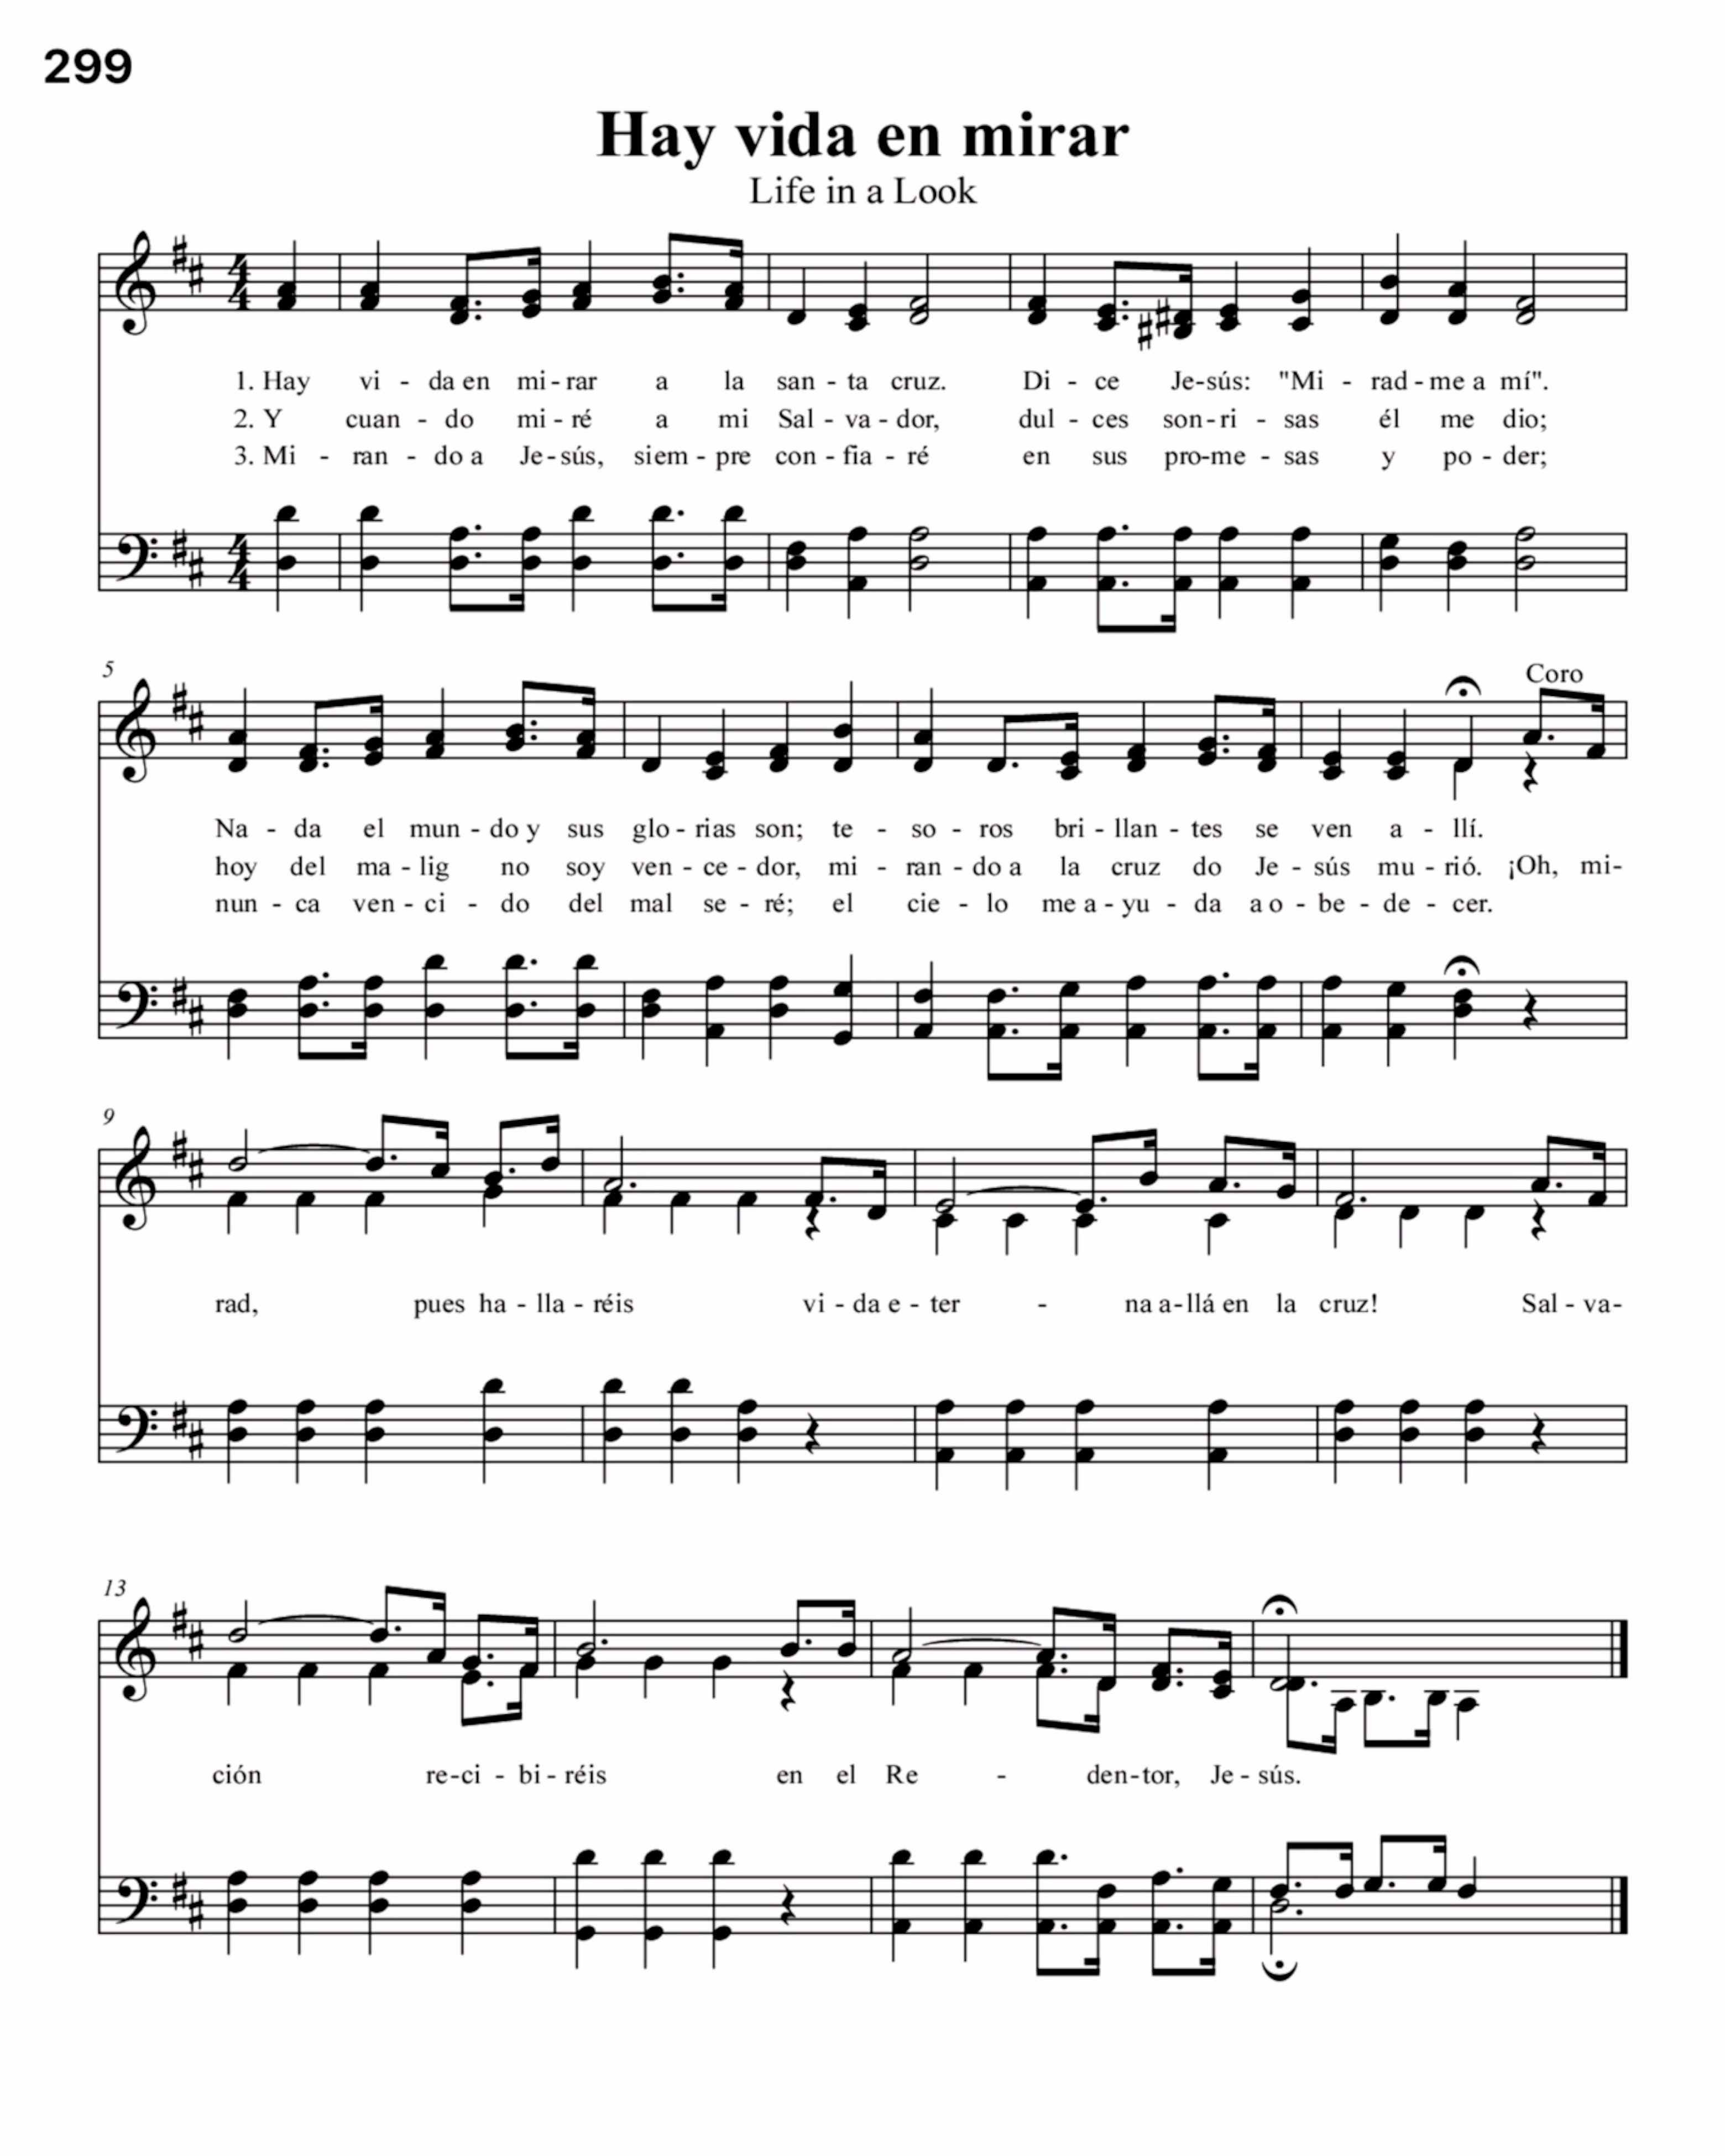 299
Hay vida en mirar
Life in a Look
1. Hay vi - da en mi - rar a la san - ta cruz. Di - ce Je - sús: "Mi - rad - me a mí".
2. Y cuan - do mi - ré a mi Sal - va - dor, dul - ces son - ri - sas él me dio;
3. Mi - ran - do a Je - sús, siem - pre con - fia - ré en sus pro - me - sas y po - der;
5
Coro
Na - da el mun - do y sus glo - rias son; te - so - ros bri - llan - tes se ven a - llí.
hoy del ma - lig no soy ven - ce - dor, mi - ran - do a la cruz do Je - sús mu - rió. ¡Oh, mi-
nun - ca ven - ci - do del mal se - ré; el cie - lo me a - yu - da a o - be - de - cer.
9
rad, pues ha - lla - réis vi - da e - ter - na a - llá en la cruz! Sal - va-
13
ción re - ci - bi - réis en el Re - den - tor, Je - sús.